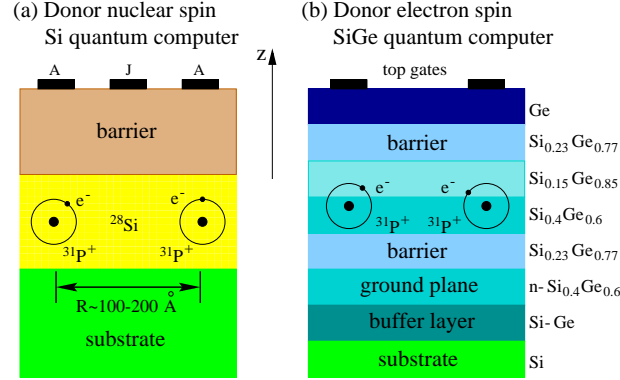 (a) Donor nuclear spin
Si quantum computer
A J A
barrier
z
e⁻ e⁻
²⁸Si
³¹P⁺ ³¹P⁺
R~100-200 Å
substrate
(b) Donor electron spin
SiGe quantum computer
top gates
Ge
barrier Si₀.₂₃Ge₀.₇₇
Si₀.₁₅Ge₀.₈₅
e⁻ e⁻
³¹P⁺ ³¹P⁺ Si₀.₄Ge₀.₆
barrier Si₀.₂₃Ge₀.₇₇
ground plane n-Si₀.₄Ge₀.₆
buffer layer Si-Ge
substrate Si